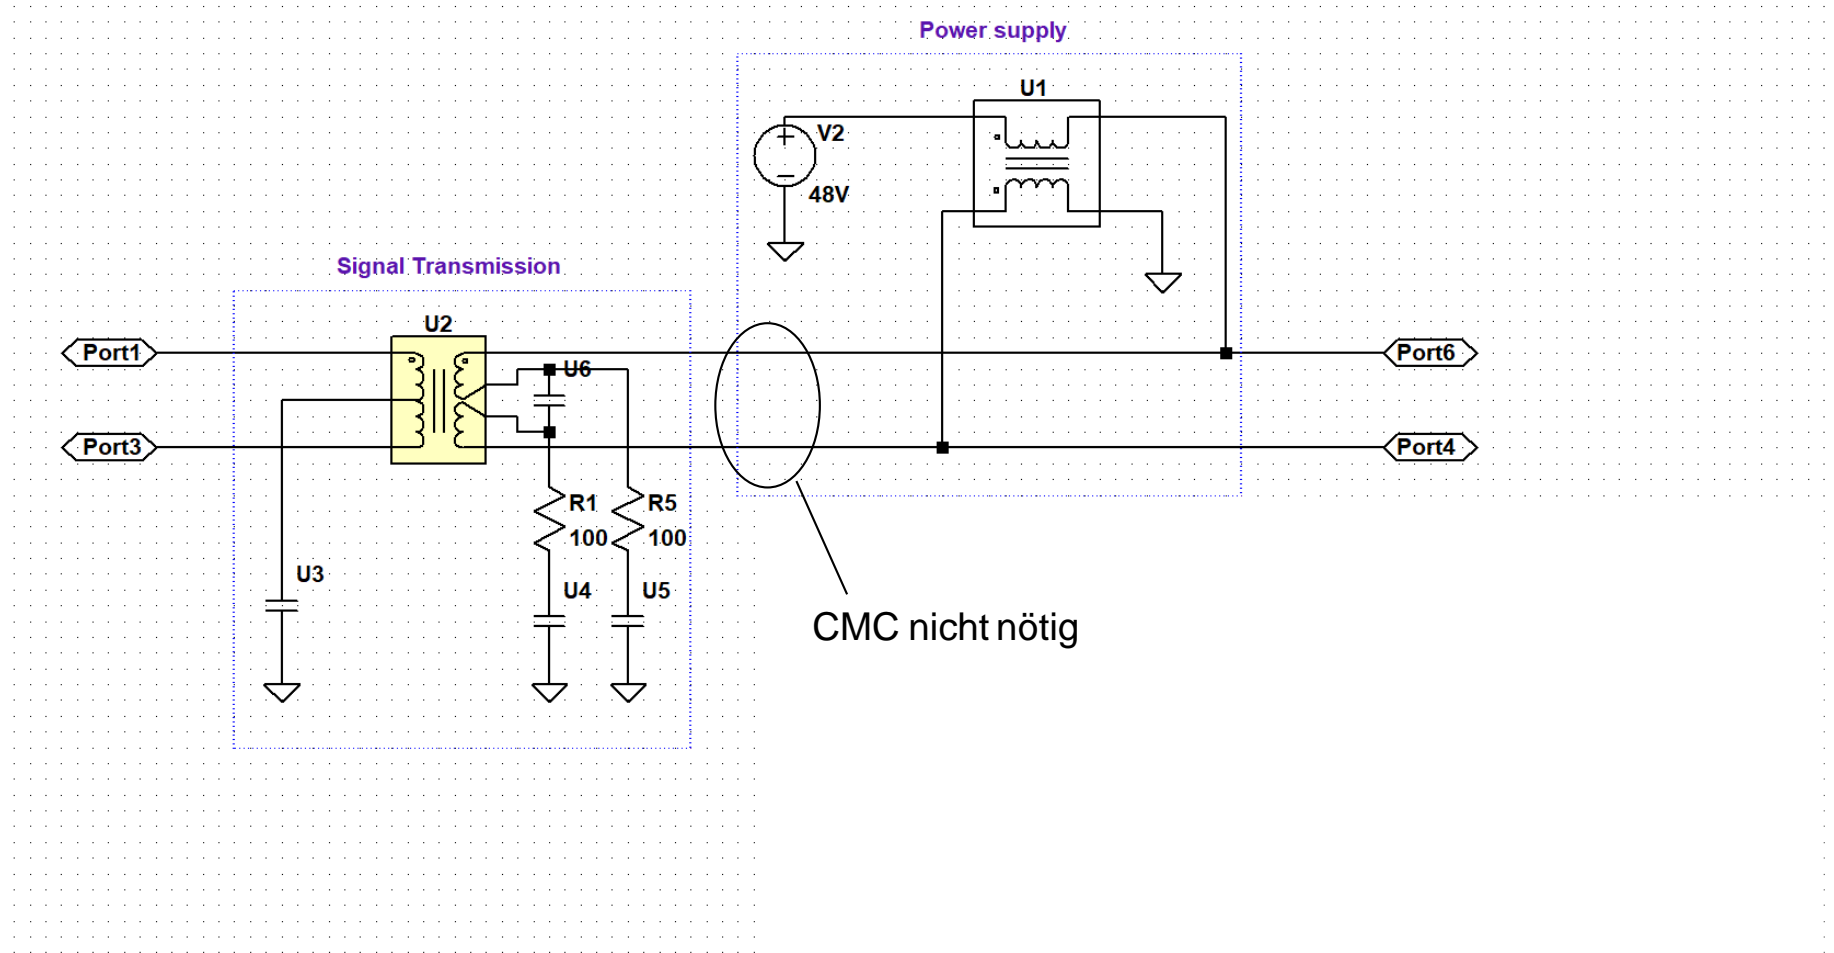 Power supply
U1
V2
48V
Signal Transmission
U2
Port1
U6
Port6
Port3
Port4
R1
R5
100
100
U3
U4
U5
CMC nicht nötig